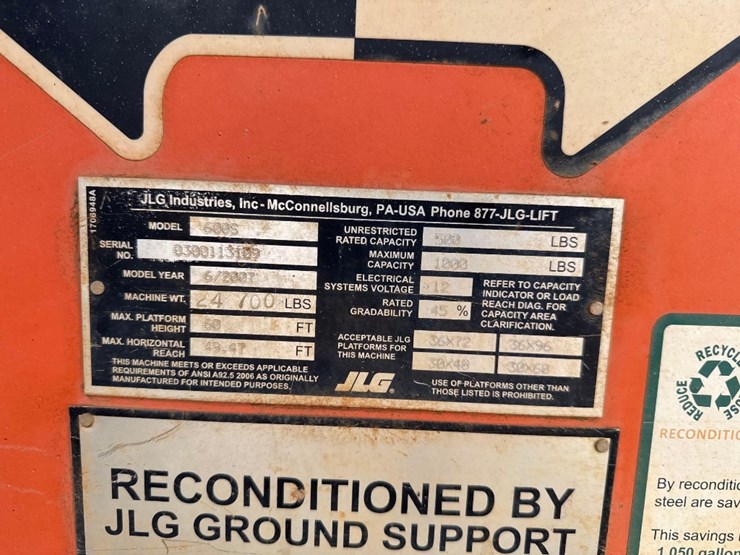 1706948A
JLG Industries, Inc - McConnellsburg, PA-USA Phone 877-JLG-LIFT
MODEL 600S
SERIAL NO. 0300113109
MODEL YEAR 6/2007
MACHINE WT. 24 700 LBS
MAX. PLATFORM HEIGHT 60 FT
MAX. HORIZONTAL REACH 49.47 FT
THIS MACHINE MEETS OR EXCEEDS APPLICABLE
REQUIREMENTS OF ANSI A92.5 2006 AS ORIGINALLY
MANUFACTURED FOR INTENDED PURPOSES.
UNRESTRICTED RATED CAPACITY 500 LBS
MAXIMUM CAPACITY 1000 LBS
ELECTRICAL SYSTEMS VOLTAGE 12
RATED GRADABILITY 45 %
REFER TO CAPACITY
INDICATOR OR LOAD
REACH DIAG. FOR
CAPACITY AREA
CLARIFICATION.
ACCEPTABLE JLG
PLATFORMS FOR
THIS MACHINE
36X72 36X96
30X48 30X60
JLG
USE OF PLATFORMS OTHER THAN
THOSE LISTED IS PROHIBITED.
RECONDITIONED BY
JLG GROUND SUPPORT
REDUCE
RECYCL
RECONDITIO
By reconditio
steel are sav
This savings
1,050 gallon